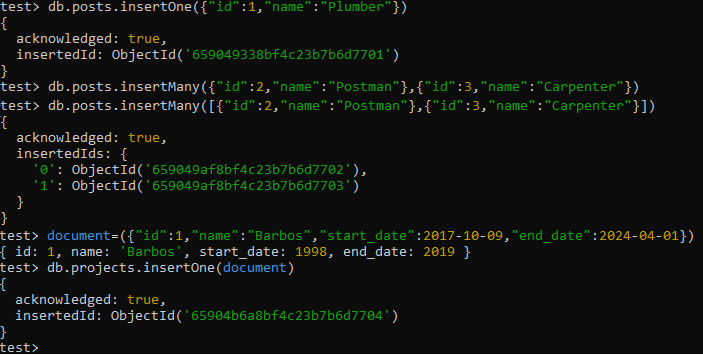 test> db.posts.insertOne({"id":1,"name":"Plumber"})
{
  acknowledged: true,
  insertedId: ObjectId('659049338bf4c23b7b6d7701')
}
test> db.posts.insertMany({"id":2,"name":"Postman"},{"id":3,"name":"Carpenter"})
test> db.posts.insertMany([{"id":2,"name":"Postman"},{"id":3,"name":"Carpenter"}])
{
  acknowledged: true,
  insertedIds: {
    '0': ObjectId('659049af8bf4c23b7b6d7702'),
    '1': ObjectId('659049af8bf4c23b7b6d7703')
  }
}
test> document=({"id":1,"name":"Barbos","start_date":2017-10-09,"end_date":2024-04-01})
{ id: 1, name: 'Barbos', start_date: 1998, end_date: 2019 }
test> db.projects.insertOne(document)
{
  acknowledged: true,
  insertedId: ObjectId('65904b6a8bf4c23b7b6d7704')
}
test>